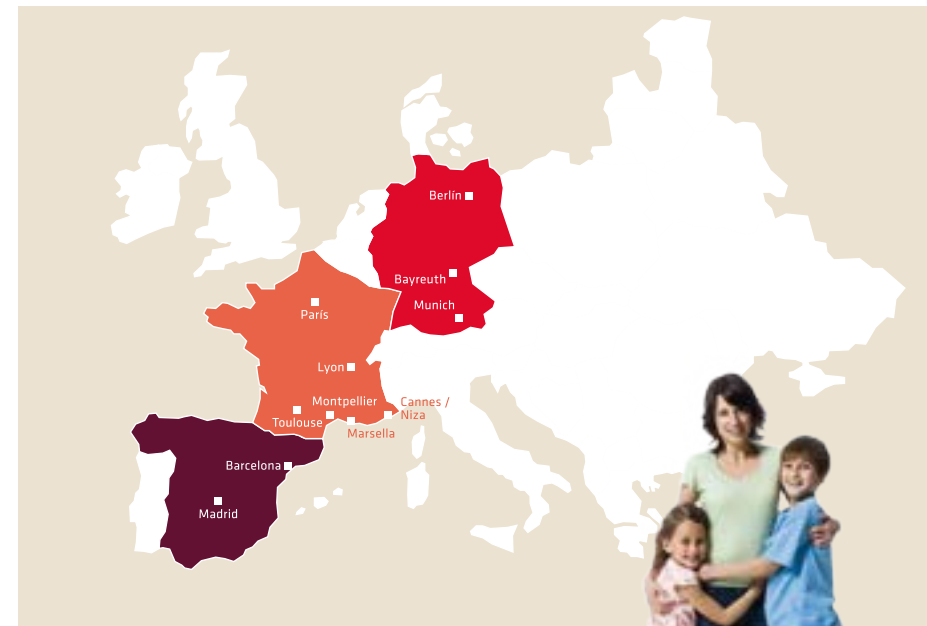 Berlín
Bayreuth
Munich
París
Lyon
Montpellier
Cannes /
Niza
Toulouse
Marsella
Barcelona
Madrid